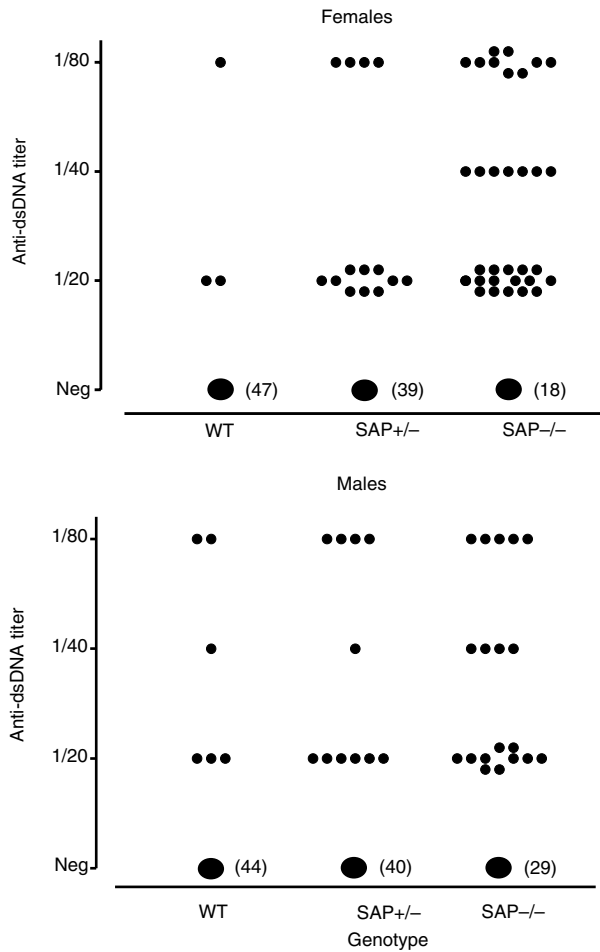 Females
Anti-dsDNA titer
1/80
1/40
1/20
Neg
(47) (39) (18)
WT SAP+/– SAP–/–
Males
Anti-dsDNA titer
1/80
1/40
1/20
Neg
(44) (40) (29)
WT SAP+/– SAP–/–
Genotype